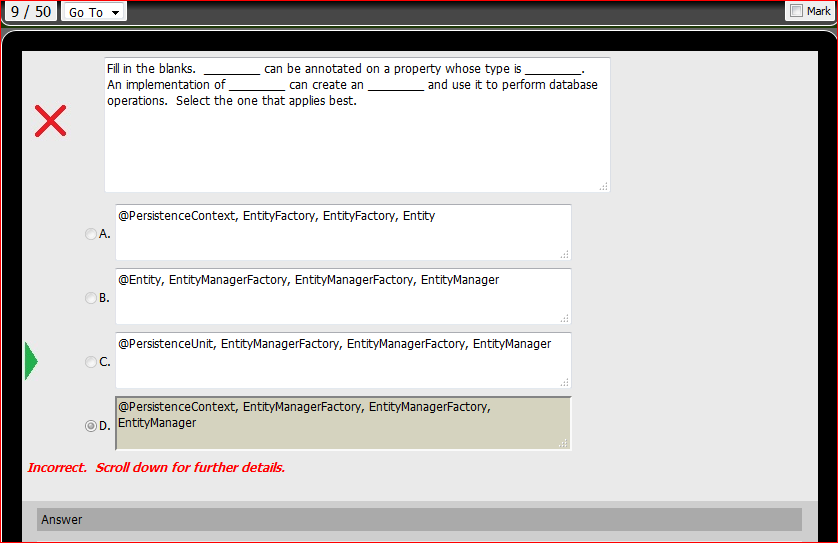 9 / 50 Go To Mark
Fill in the blanks. _________ can be annotated on a property whose type is _________.
An implementation of _________ can create an _________ and use it to perform database
operations. Select the one that applies best.
A. @PersistenceContext, EntityFactory, EntityFactory, Entity
B. @Entity, EntityManagerFactory, EntityManagerFactory, EntityManager
C. @PersistenceUnit, EntityManagerFactory, EntityManagerFactory, EntityManager
D. @PersistenceContext, EntityManagerFactory, EntityManagerFactory,
EntityManager
Incorrect. Scroll down for further details.
Answer